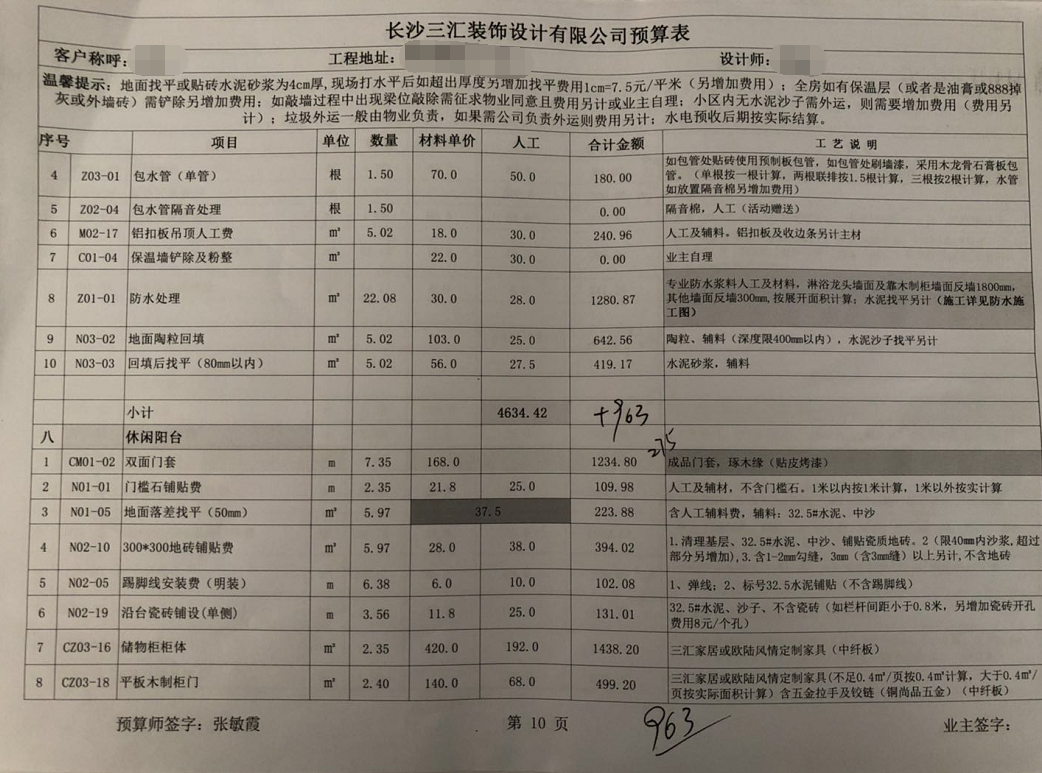 长沙三汇装饰设计有限公司预算表
客户称呼： 工程地址： 设计师：
温馨提示：地面找平或贴砖水泥砂浆为4cm厚,现场打水平后如超出厚度另增加找平费用1cm=7.5元/平米（另增加费用）；全房如有保温层（或者是油膏或888掉
灰或外墙砖）需铲除另增加费用；如敲墙过程中出现梁位敲除需征求物业同意且费用另计或业主自理；小区内无水泥沙子需外运，则需要增加费用（费用另
计）；垃圾外运一般由物业负责，如果需公司负责外运则费用另计；水电预收后期按实际结算。
序号 项目 单位 数量 材料单价 人工 合计金额 工 艺 说 明
4 Z03-01 包水管（单管） 根 1.50 70.0 50.0 180.00 如包管处贴砖使用预制板包管，如包管处刷墙漆，采用木龙骨石膏板包
管。（单根按一根计算，两根联排按1.5根计算，三根按2根计算，水管
如放置隔音棉另增加费用）
5 Z02-04 包水管隔音处理 根 1.50 0.00 隔音棉，人工（活动赠送）
6 M02-17 铝扣板吊顶人工费 m² 5.02 18.0 30.0 240.96 人工及辅料。铝扣板及收边条另计主材
7 C01-04 保温墙铲除及粉整 m² 22.0 30.0 0.00 业主自理
8 Z01-01 防水处理 m² 22.08 30.0 28.0 1280.87 专业防水浆料人工及材料，淋浴龙头墙面及靠木制柜墙面反墙1800mm,
其他墙面反墙300mm,按展开面积计算；水泥找平另计（施工详见防水施
工图）
9 N03-02 地面陶粒回填 m² 5.02 103.0 25.0 642.56 陶粒、辅料（深度限400mm以内），水泥沙子找平另计
10 N03-03 回填后找平（80mm以内） m² 5.02 56.0 27.5 419.17 水泥砂浆，辅料
小计 4634.42 +963
八 休闲阳台 275
1 CM01-02 双面门套 m 7.35 168.0 1234.80 成品门套，琢木缘（贴皮烤漆）
2 N01-01 门槛石铺贴费 m 2.35 21.8 25.0 109.98 人工及辅材，不含门槛石。1米以内按1米计算，1米以外按实计算
3 N01-05 地面落差找平（50mm） m² 5.97 37.5 223.88 含人工辅料费，辅料：32.5#水泥、中沙
4 N02-10 300*300地砖铺贴费 m² 5.97 28.0 38.0 394.02 1.清理基层、32.5#水泥、中沙、铺贴瓷质地砖。2（限40mm内沙浆,超过
部分另增加),3.含1-2mm勾缝，3mm（含3mm缝）以上另计,不含地砖
5 N02-05 踢脚线安装费（明装） m 6.38 6.0 10.0 102.08 1、弹线；2、标号32.5水泥铺贴（不含踢脚线）
6 N02-19 沿台瓷砖铺设(单侧) m 3.56 11.8 25.0 131.01 32.5#水泥、沙子、不含瓷砖（如栏杆间距小于0.8米，另增加瓷砖开孔
费用8元/个孔）
7 CZ03-16 储物柜柜体 m² 2.35 420.0 192.0 1438.20 三汇家居或欧陆风情定制家具（中纤板）
8 CZ03-18 平板木制柜门 m² 2.40 140.0 68.0 499.20 三汇家居或欧陆风情定制家具(不足0.4㎡/页按0.4㎡计算，大于0.4㎡/
页按实际面积计算）含五金拉手及铰链（铜尚品五金）（中纤板）
预算师签字：张敏霞 第 10 页 963 业主签字：